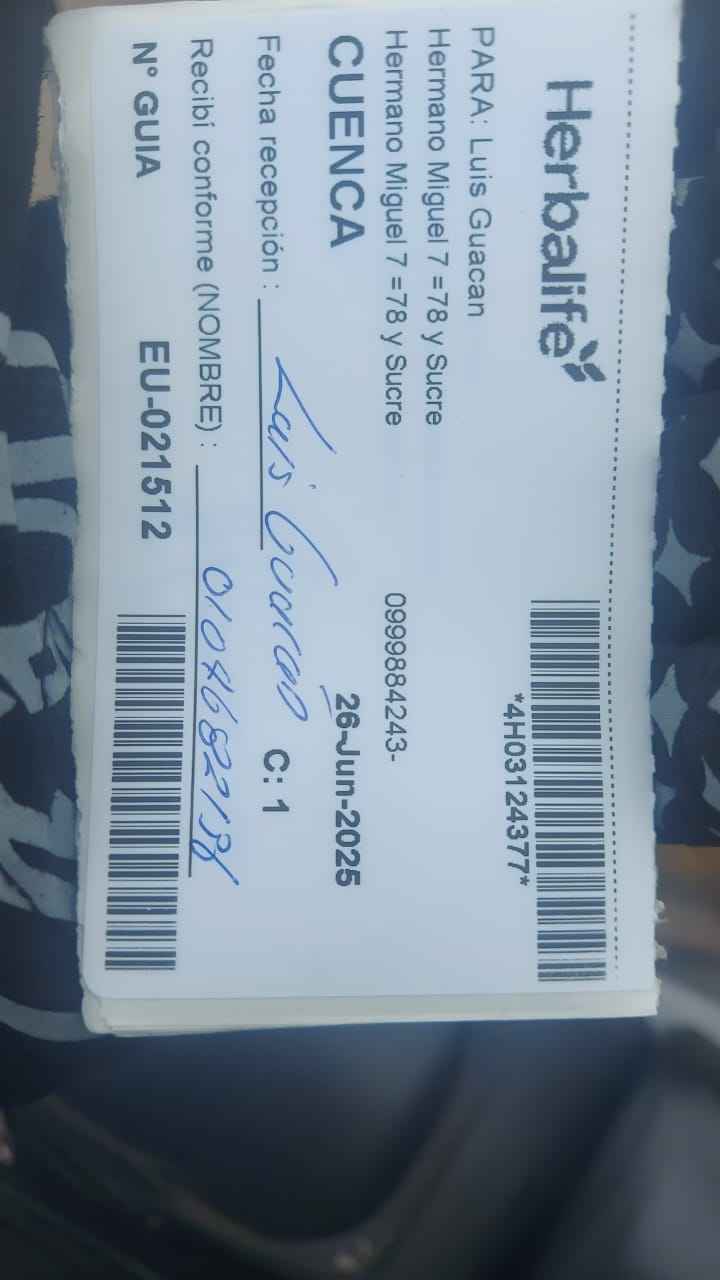 Herbalife
*4H03124377*
PARA: Luis Guacan
Hermano Miguel 7 =78 y Sucre
Hermano Miguel 7 =78 y Sucre 0999884243-
CUENCA 26-Jun-2025
Fecha recepción : Luis Guacan C: 1
Recibí conforme (NOMBRE) :
N° GUIA EU-021512